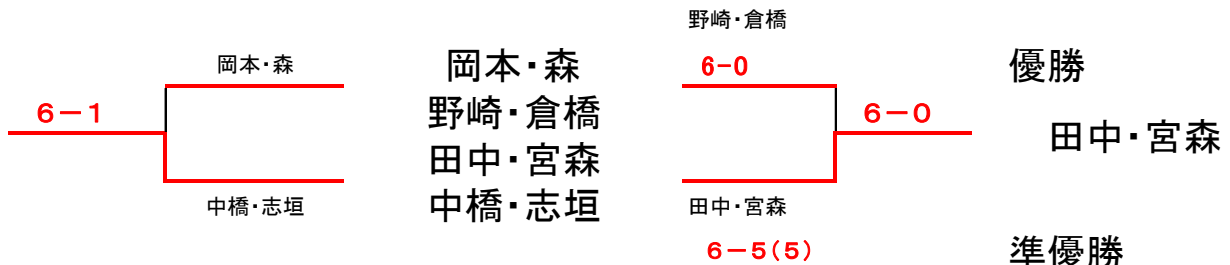 野崎・倉橋
岡本・森
岡本・森
6-0
優勝
6-1
野崎・倉橋
6-0
田中・宮森
田中・宮森
中橋・志垣
中橋・志垣
田中・宮森
6-5(5)
準優勝